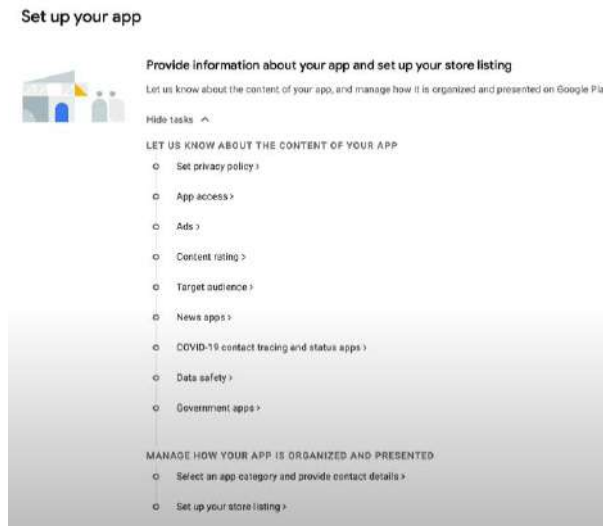 Set up your app
Provide information about your app and set up your store listing
Let us know about the content of your app, and manage how it is organized and presented on Google Pla
Hide tasks
LET US KNOW ABOUT THE CONTENT OF YOUR APP
Set privacy policy >
App access >
Ads >
Content rating >
Target audience >
News apps >
COVID-19 contact tracing and status apps >
Data safety >
Government apps >
MANAGE HOW YOUR APP IS ORGANIZED AND PRESENTED
Select an app category and provide contact details >
Set up your store listing >